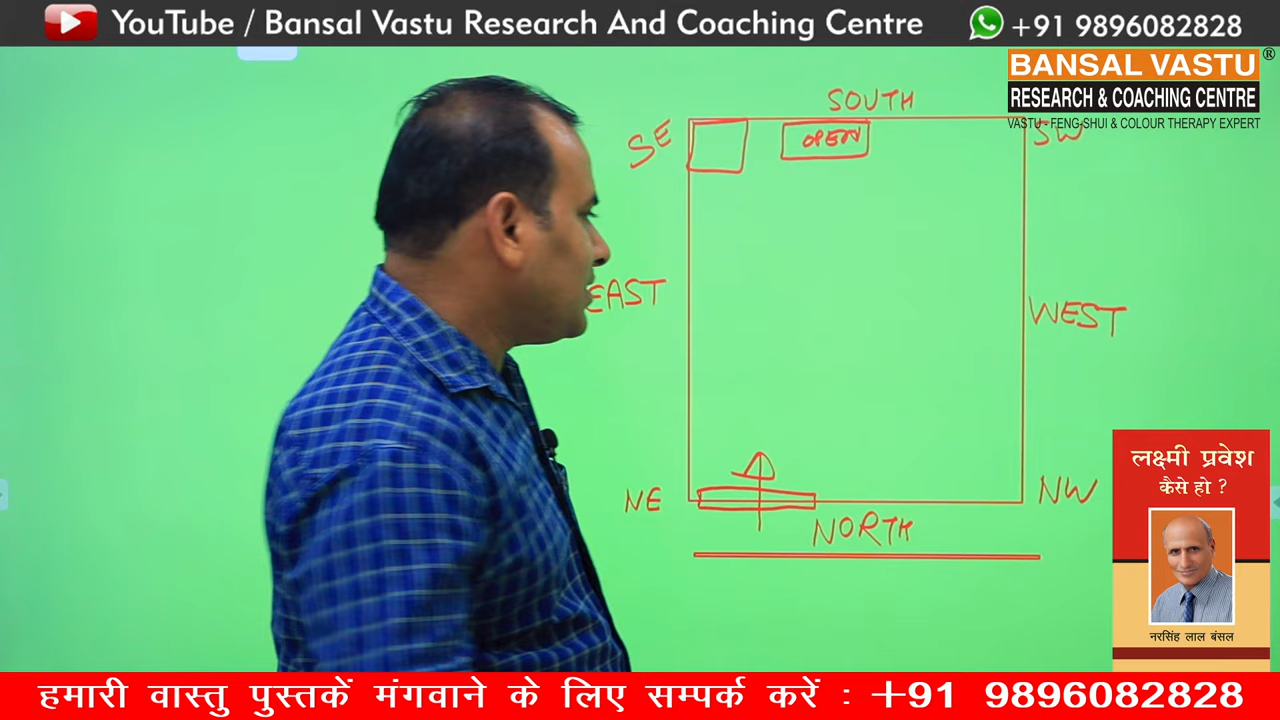 YouTube / Bansal Vastu Research And Coaching Centre
+91 9896082828
BANSAL VASTU ®
RESEARCH & COACHING CENTRE
VASTU - FENG-SHUI & COLOUR THERAPY EXPERT
SOUTH
SE
OPEN
SW
EAST
WEST
NE
NW
NORTH
लक्ष्मी प्रवेश
कैसे हो ?
नरसिंह लाल बंसल
हमारी वास्तु पुस्तकें मंगवाने के लिए सम्पर्क करें : +91 9896082828